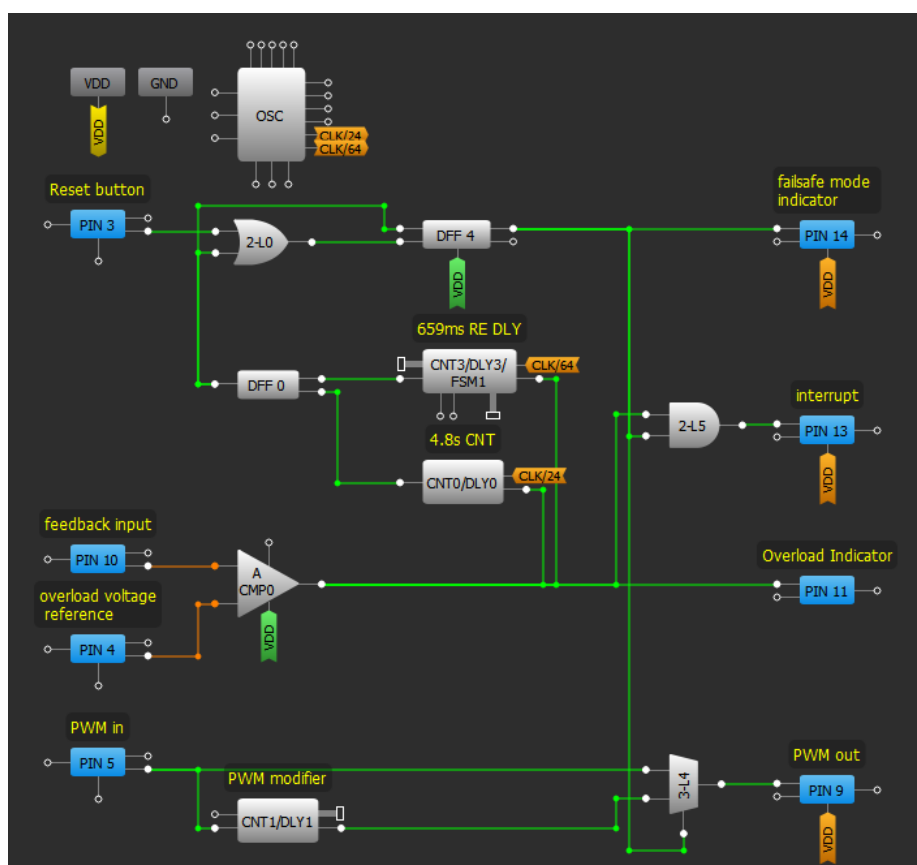 VDD
GND
VDD
OSC
CLK/24
CLK/64
Reset button
PIN 3
2-L0
DFF 4
VDD
failsafe mode
indicator
PIN 14
VDD
659ms RE DLY
DFF 0
CNT3/DLY3/
FSM1
CLK/64
4.8s CNT
CNT0/DLY0
CLK/24
2-L5
interrupt
PIN 13
VDD
feedback input
PIN 10
overload voltage
reference
PIN 4
A
CMP0
VDD
Overload Indicator
PIN 11
PWM in
PIN 5
PWM modifier
CNT1/DLY1
3-L4
PWM out
PIN 9
VDD